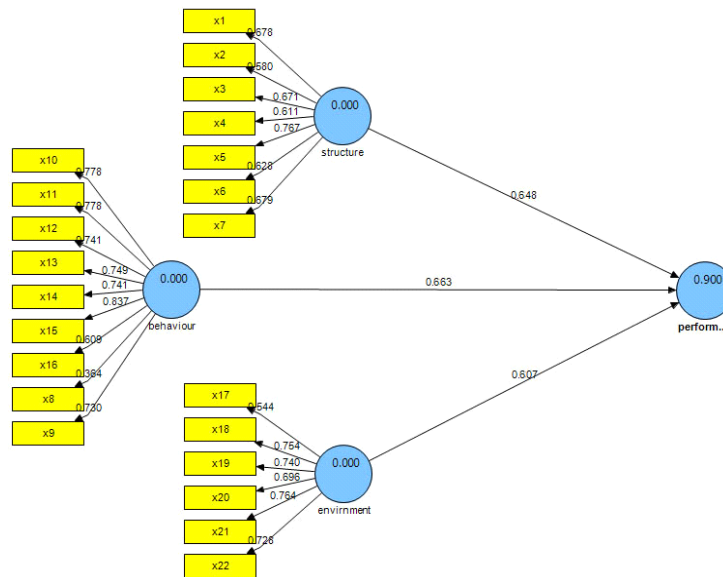 x1
0.678
x2
0.580
x3
0.671
x4
0.611
x5
0.767
x6
0.628
x7
0.679
0.000
structure
0.648
x10
0.778
x11
0.778
x12
0.741
x13
0.749
x14
0.741
x15
0.837
x16
0.609
x8
0.364
x9
0.730
0.000
behaviour
0.663
0.900
perform...
x17
0.544
x18
0.754
x19
0.740
x20
0.696
x21
0.764
x22
0.728
0.000
envirnment
0.607